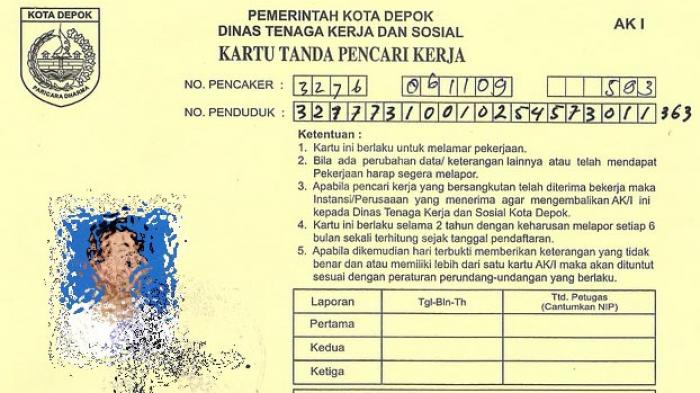 KOTA DEPOK
PARICARA DHARMA
PEMERINTAH KOTA DEPOK
DINAS TENAGA KERJA DAN SOSIAL
KARTU TANDA PENCARI KERJA
AK I
NO. PENCAKER : 3276 061109 583
NO. PENDUDUK :
Ketentuan :
1. Kartu ini berlaku untuk melamar pekerjaan.
2. Bila ada perubahan data/ keterangan lainnya atau telah mendapat
Pekerjaan harap segera melapor.
3. Apabila pencari kerja yang bersangkutan telah diterima bekerja maka
Instansi/Perusaaan yang menerima agar mengembalikan AK/I ini
kepada Dinas Tenaga Kerja dan Sosial Kota Depok.
4. Kartu ini berlaku selama 2 tahun dengan keharusan melapor setiap 6
bulan sekali terhitung sejak tanggal pendaftaran.
5. Apabila dikemudian hari terbukti memberikan keterangan yang tidak
benar dan atau memiliki lebih dari satu kartu AK/I maka akan dituntut
sesuai dengan peraturan perundang-undangan yang berlaku.
Laporan Tgl-Bln-Th Ttd. Petugas
(Cantumkan NIP)
Pertama
Kedua
Ketiga